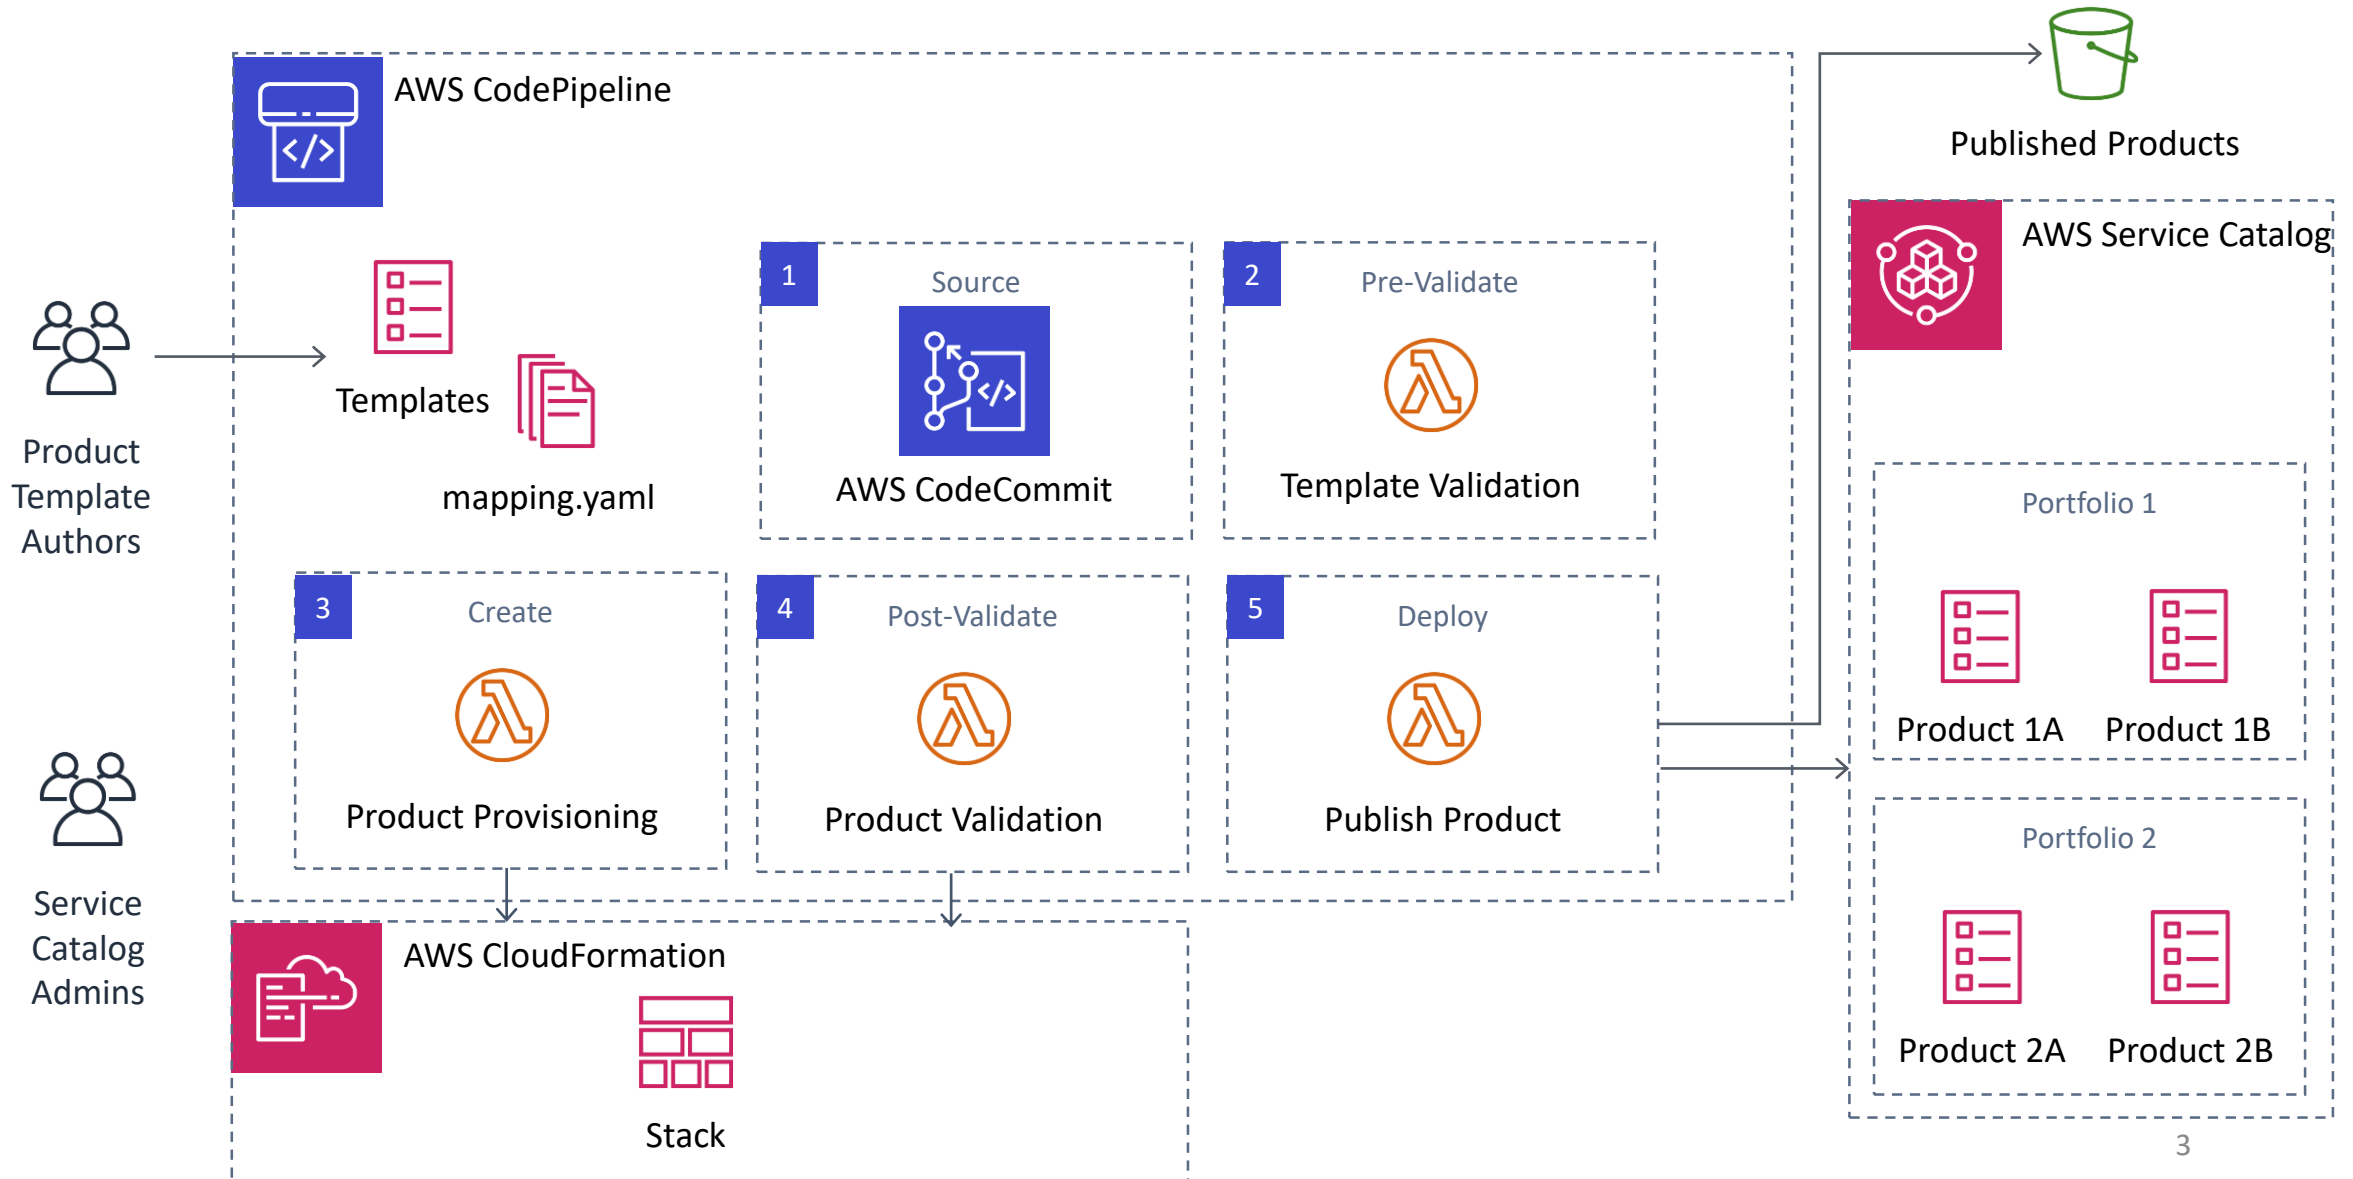 AWS CodePipeline
Published Products
AWS Service Catalog
1
Source
2
Pre-Validate
Templates
mapping.yaml
AWS CodeCommit
Template Validation
Product
Template
Authors
Portfolio 1
Product 1A
Product 1B
3
Create
4
Post-Validate
5
Deploy
Product Provisioning
Product Validation
Publish Product
Portfolio 2
Product 2A
Product 2B
Service
Catalog
Admins
AWS CloudFormation
Stack
3